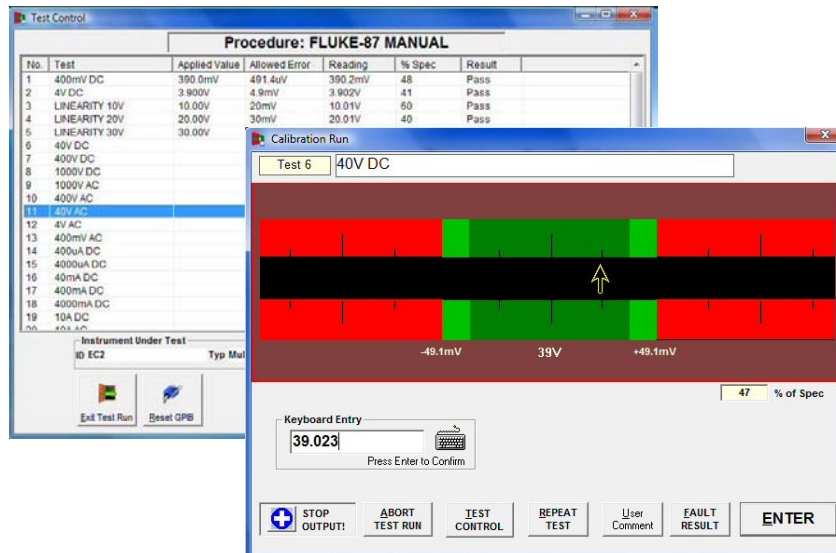 Test Control
Procedure: FLUKE-87 MANUAL
No. Test Applied Value Allowed Error Reading % Spec Result
1 400mV DC 390.0mV 491.4uV 390.2mV 48 Pass
2 4V DC 3.900V 4.9mV 3.902V 41 Pass
3 LINEARITY 10V 10.00V 20mV 10.01V 60 Pass
4 LINEARITY 20V 20.00V 30mV 20.01V 40 Pass
5 LINEARITY 30V 30.00V
6 40V DC
7 400V DC
8 1000V DC
9 1000V AC
10 400V AC
11 40V AC
12 4V AC
13 400mV AC
14 400uA DC
15 4000uA DC
16 40mA DC
17 400mA DC
18 4000mA DC
19 10A DC
Instrument Under Test
ID EC2 Typ Mul
Exit Test Run Reset GPIB
Calibration Run
Test 6 40V DC
-49.1mV 39V +49.1mV
47 % of Spec
Keyboard Entry
39.023
Press Enter to Confirm
STOP OUTPUT!
ABORT TEST RUN
TEST CONTROL
REPEAT TEST
User Comment
FAULT RESULT
ENTER